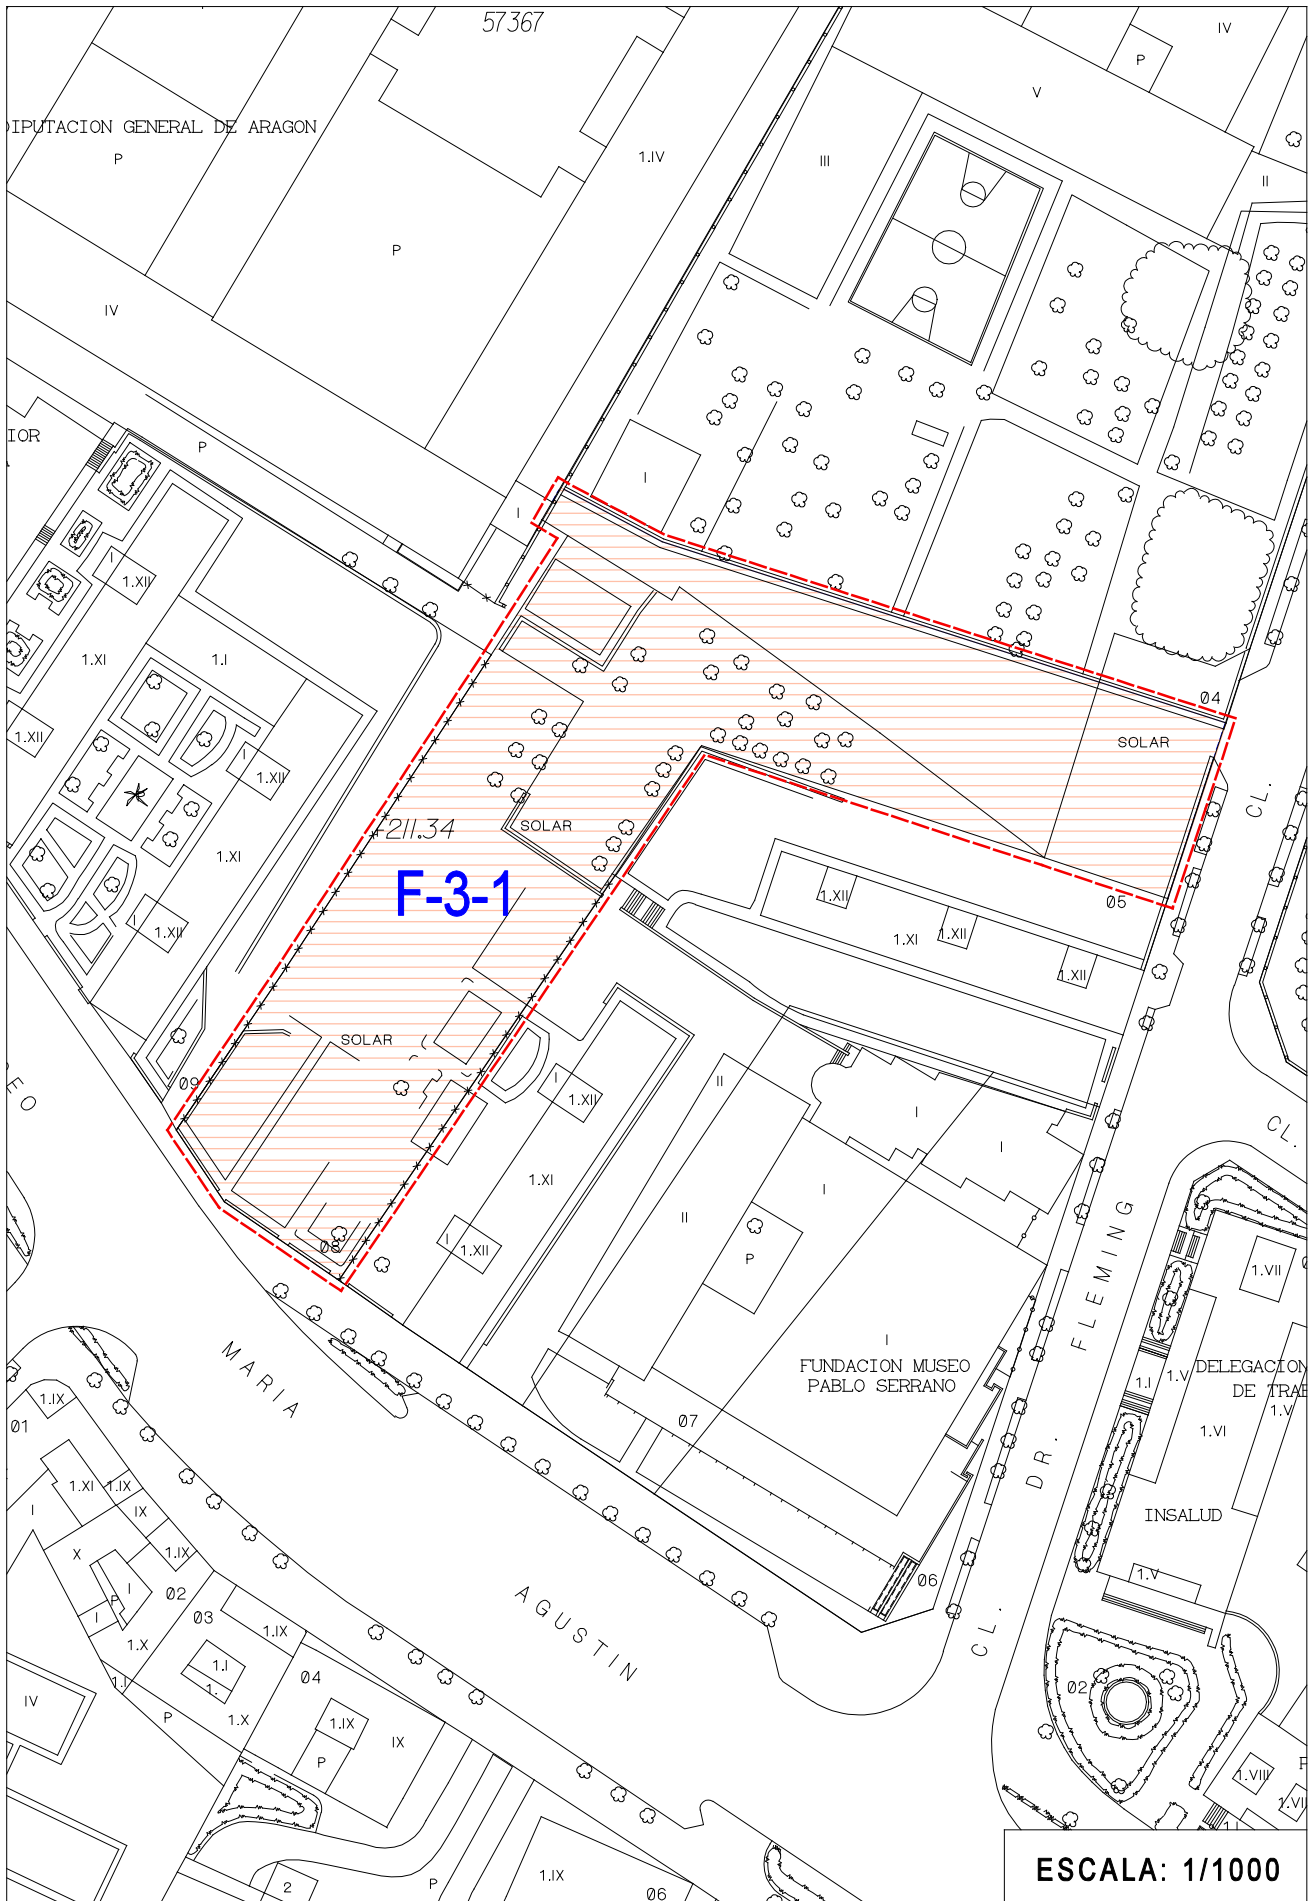 57367
IV
P
V
DIPUTACION GENERAL DE ARAGON
P
1.IV
III
II
P
IV
IOR
P
I
I
I
1.XII
1.XI
1.I
04
SOLAR
1.XII
I
1.XII
CL.
211.34
SOLAR
1.XI
F-3-1
1.XII
05
I
1.XII
1.XI
1.XII
1.XII
SOLAR
09
EO
II
I
1.XII
I
I
CL.
I
1.XI
II
P
08
I
1.XII
FLEMING
1.VII
MARIA
I
FUNDACION MUSEO
PABLO SERRANO
DELEGACION
DE TRAB
1.I
1.V
1.V
1.IX
01
07
1.VI
DR.
1.XI
1.IX
I
IX
INSALUD
X
1.IX
I
P
I
02
03
1.V
06
AGUSTIN
CL.
1.X
1.IX
1.I
1.I
04
02
IV
P
1.X
1.IX
IX
P
1.VIII
1.VII
1.I
ESCALA: 1/1000
2
P
1.IX
06